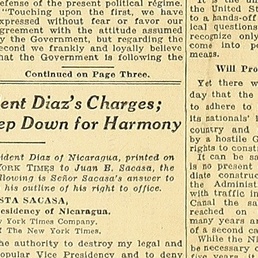 defense of the present political régime.
"Touching upon the first, we have
expressed without fear or favor our
agreement with the attitude assumed
y the Government, but regarding the
second we frankly and loyally believe
that the Government is following the
Continued on Page Three.
ent Diaz's Charges;
ep Down for Harmony
ident Diaz of Nicaragua, printed on
YORK TIMES to Juan B. Sacasa, the
llowing is Señor Sacasa's answer to
his outline of his right to office.
STA SACASA,
residency of Nicaragua.
w York Times Company.
f The New York Times.
he authority to destroy my legal and
opular Vice Presidency and to deny
the United St
to a hands-off
ical questions
recognize only
come into po
means.
Will Pro
Yet there w
day that the U
to adhere to
its nationals'
country and
by a hostile G
rights to const
It can be sa
is no present
diate construc
the Administ
with traffic in
Canal the sa
reached on
many years ar
of a second ca
While the N
be necessary c
five years, it